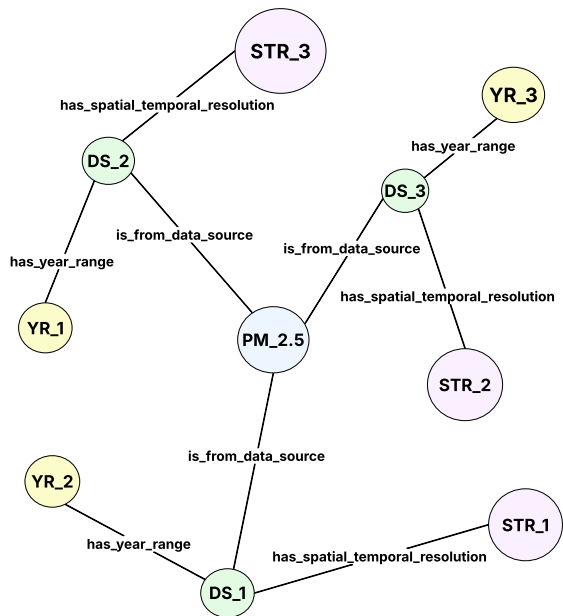 STR_3
YR_3
has_spatial_temporal_resolution
has_year_range
DS_2
DS_3
is_from_data_source
is_from_data_source
has_year_range
has_spatial_temporal_resolution
YR_1
PM_2.5
STR_2
is_from_data_source
YR_2
STR_1
has_year_range
has_spatial_temporal_resolution
DS_1